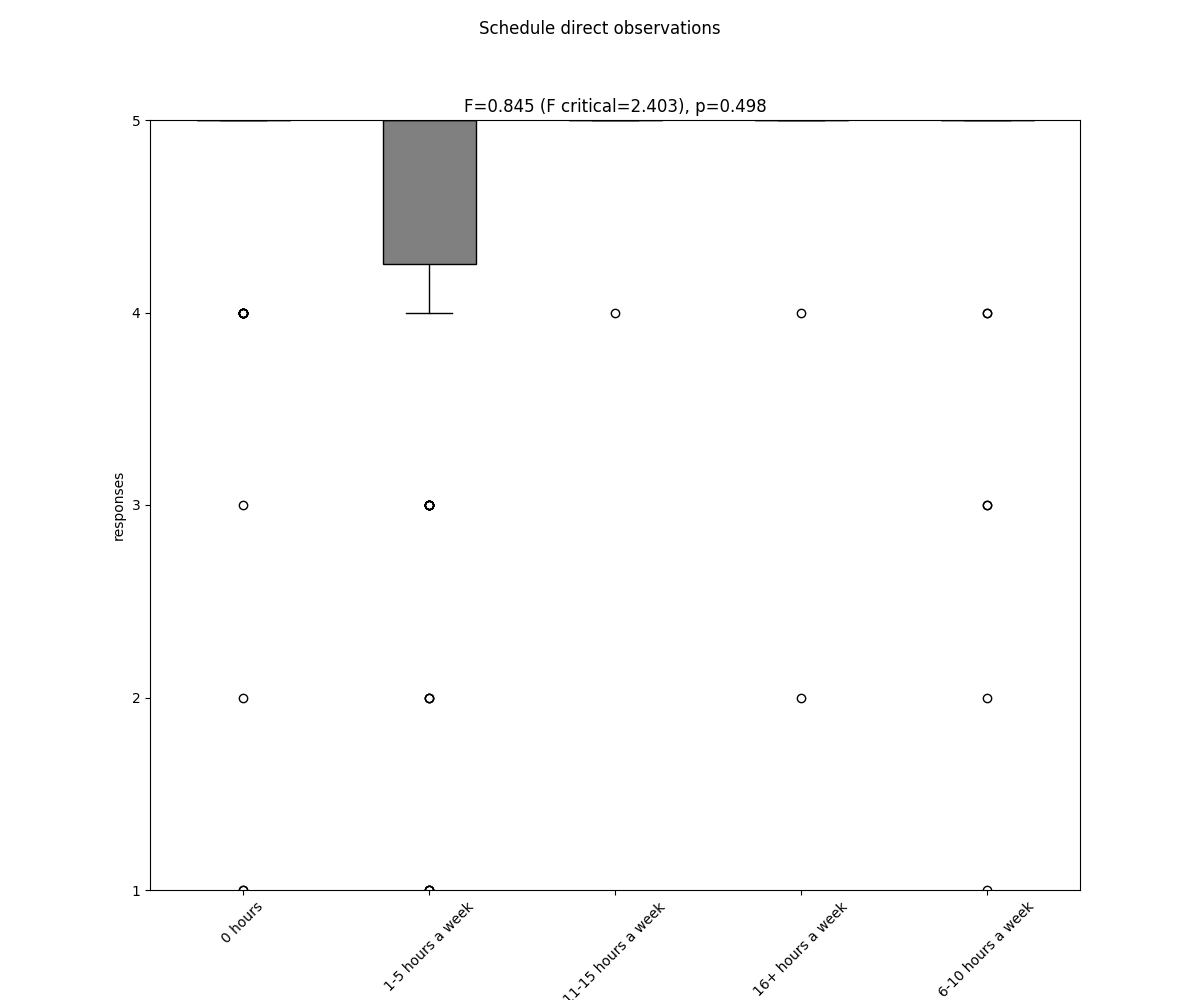 Schedule direct observations
F=0.845 (F critical=2.403), p=0.498
5
4
3
2
1
responses
0 hours
1-5 hours a week
11-15 hours a week
16+ hours a week
6-10 hours a week